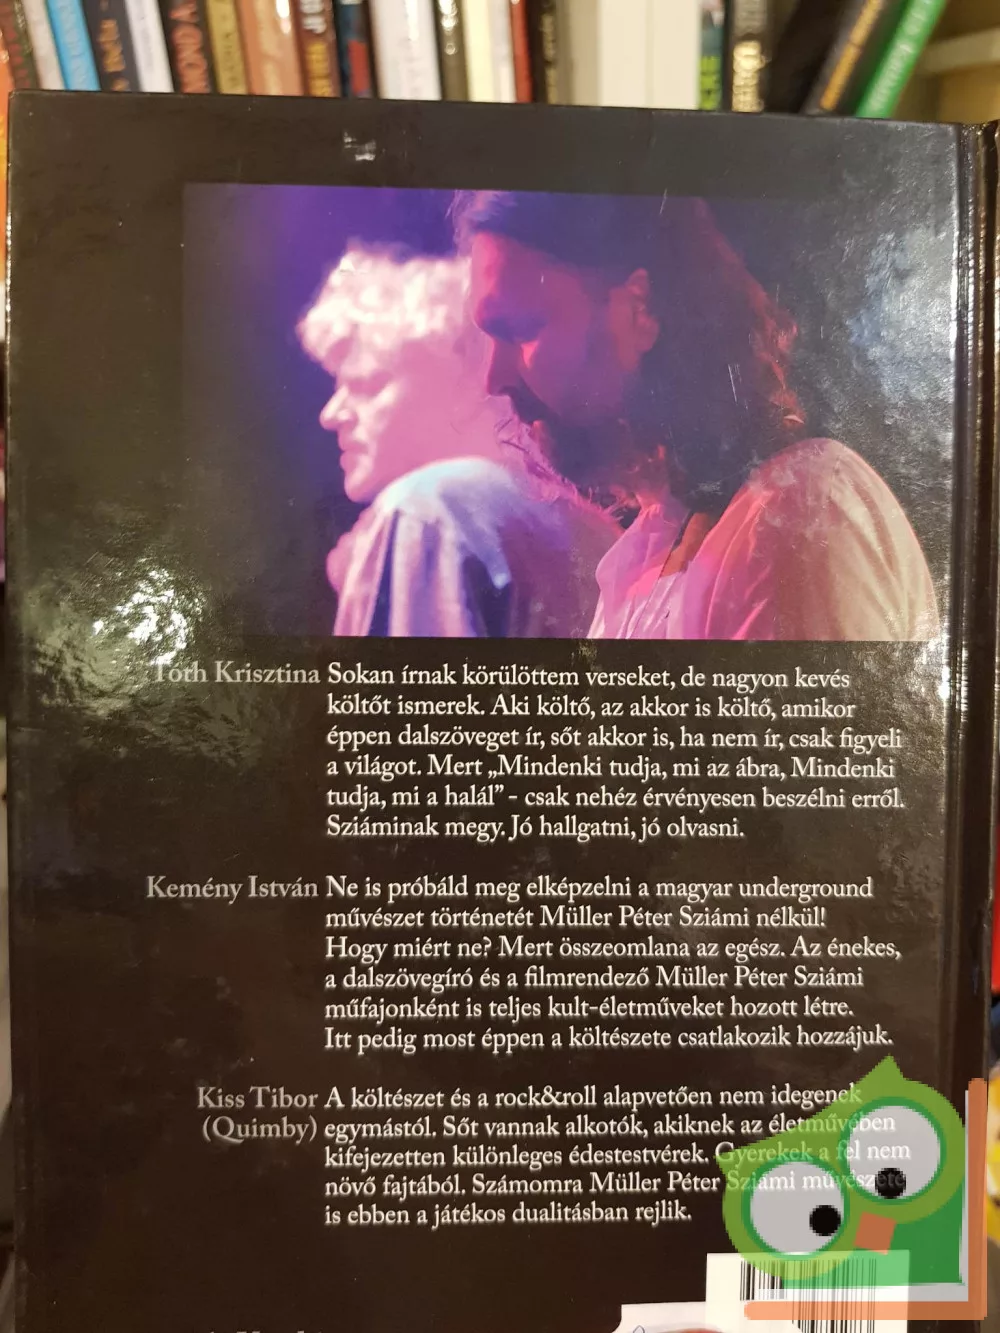 Tóth Krisztina Sokan írnak körülöttem verseket, de nagyon kevés
költőt ismerek. Aki költő, az akkor is költő, amikor
éppen dalszöveget ír, sőt akkor is, ha nem ír, csak figyeli
a világot. Mert „Mindenki tudja, mi az ábra, Mindenki
tudja, mi a halál” - csak nehéz érvényesen beszélni erről.
Sziáminak megy. Jó hallgatni, jó olvasni.
Kemény István Ne is próbáld meg elképzelni a magyar underground
művészet történetét Müller Péter Sziámi nélkül!
Hogy miért ne? Mert összeomlana az egész. Az énekes,
a dalszövegíró és a filmrendező Müller Péter Sziámi
műfajonként is teljes kult-életműveket hozott létre.
Itt pedig most éppen a költészete csatlakozik hozzájuk.
Kiss Tibor A költészet és a rock&roll alapvetően nem idegenek
(Quimby) egymástól. Sőt vannak alkotók, akiknek az életművében
kifejezetten különleges édestestvérek. Gyerekek a fel nem
növő fajtából. Számomra Müller Péter Sziámi művészete
is ebben a játékos dualitásban rejlik.